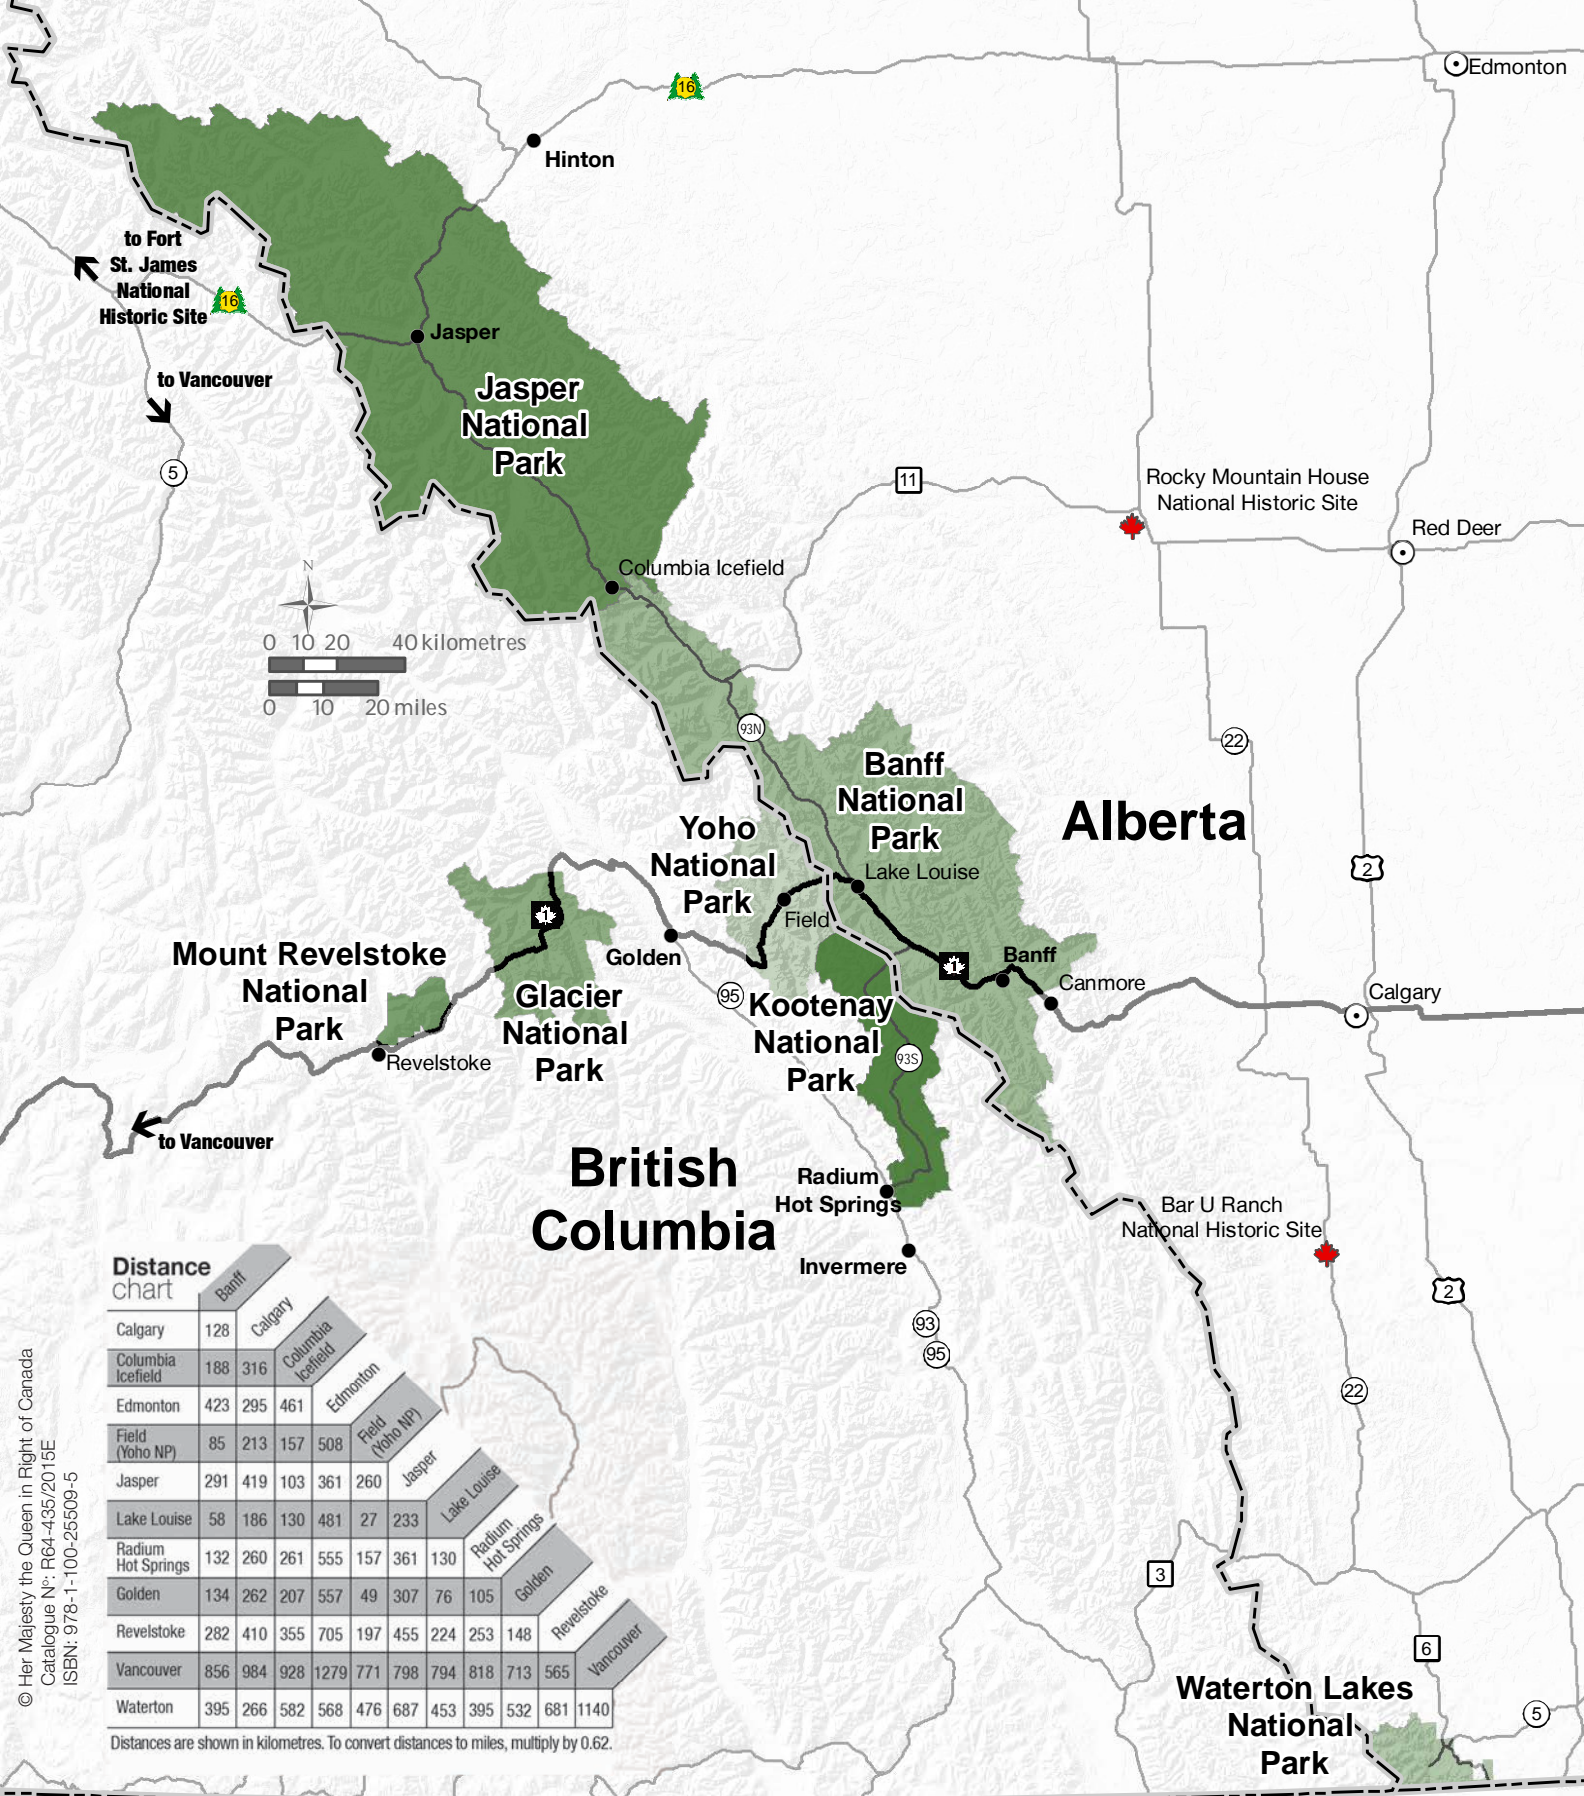 Edmonton
16
Hinton
to Fort
St. James
National
Historic Site
16
Jasper
to Vancouver
Jasper
National
Park
5
11
Rocky Mountain House
National Historic Site
Red Deer
Columbia Icefield
N
0 10 20 40 kilometres
0 10 20 miles
93N
22
Banff
National
Park
Alberta
Yoho
National
Park
Lake Louise
2
Field
1
Golden
Mount Revelstoke
National
Park
1
Banff
Canmore
Calgary
95
Glacier
National
Park
Kootenay
National
Park
93S
Revelstoke
to Vancouver
British
Columbia
Radium
Hot Springs
Bar U Ranch
National Historic Site
Invermere
2
93
95
22
3
6
Waterton Lakes
National
Park
5
Distance
chart
Banff
Calgary
Columbia
Icefield
Edmonton
Field
(Yoho NP)
Jasper
Lake Louise
Radium
Hot Springs
Golden
Revelstoke
Vancouver
Calgary 128
Columbia
Icefield 188 316
Edmonton 423 295 461
Field
(Yoho NP) 85 213 157 508
Jasper 291 419 103 361 260
Lake Louise 58 186 130 481 27 233
Radium
Hot Springs 132 260 261 555 157 361 130
Golden 134 262 207 557 49 307 76 105
Revelstoke 282 410 355 705 197 455 224 253 148
Vancouver 856 984 928 1279 771 798 794 818 713 565
Waterton 395 266 582 568 476 687 453 395 532 681 1140
Distances are shown in kilometres. To convert distances to miles, multiply by 0.62.
© Her Majesty the Queen in Right of Canada
Catalogue N°: R64-435/2015E
ISBN: 978-1-100-25509-5